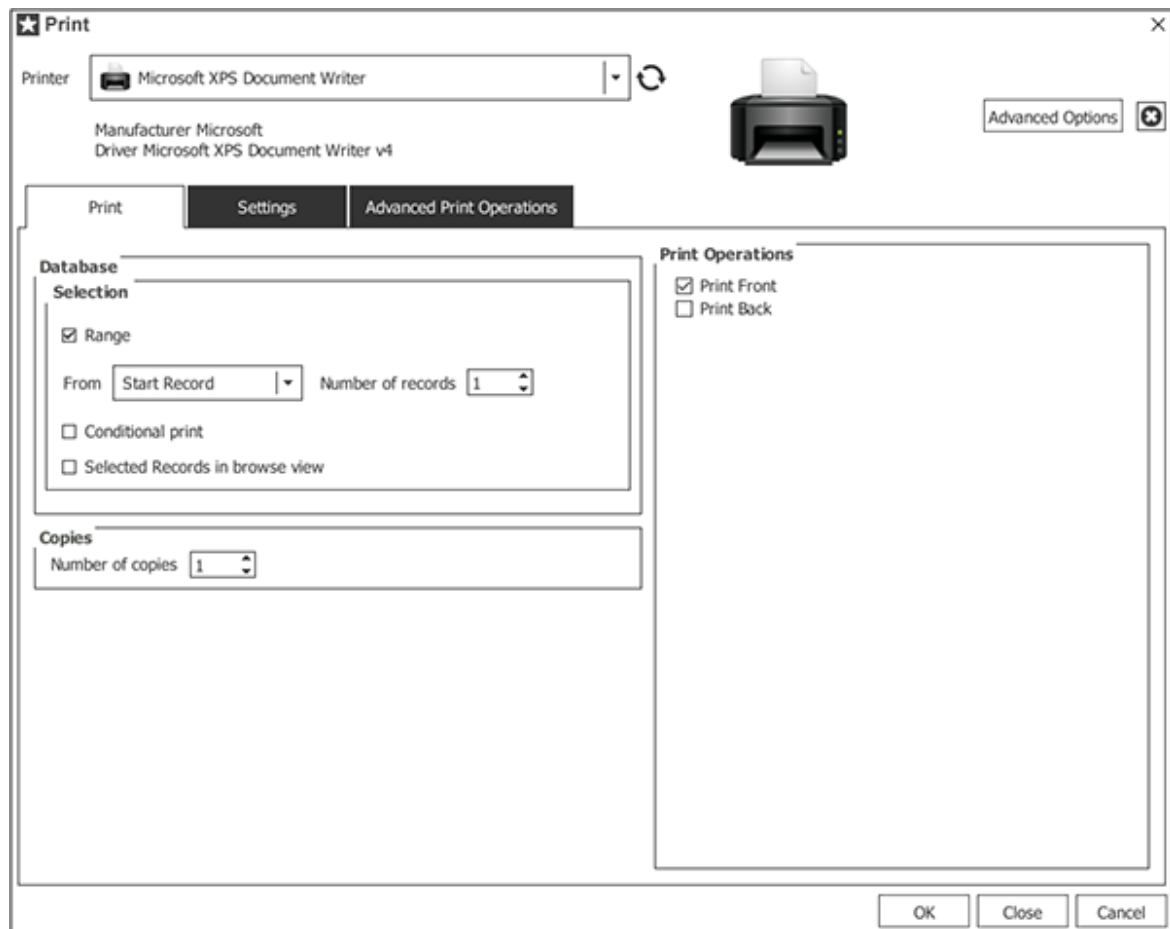 Print
Printer Microsoft XPS Document Writer
Advanced Options
Manufacturer Microsoft
Driver Microsoft XPS Document Writer v4
Print Settings Advanced Print Operations
Database
Selection
Range
From Start Record Number of records 1
Conditional print
Selected Records in browse view
Copies
Number of copies 1
Print Operations
Print Front
Print Back
OK Close Cancel